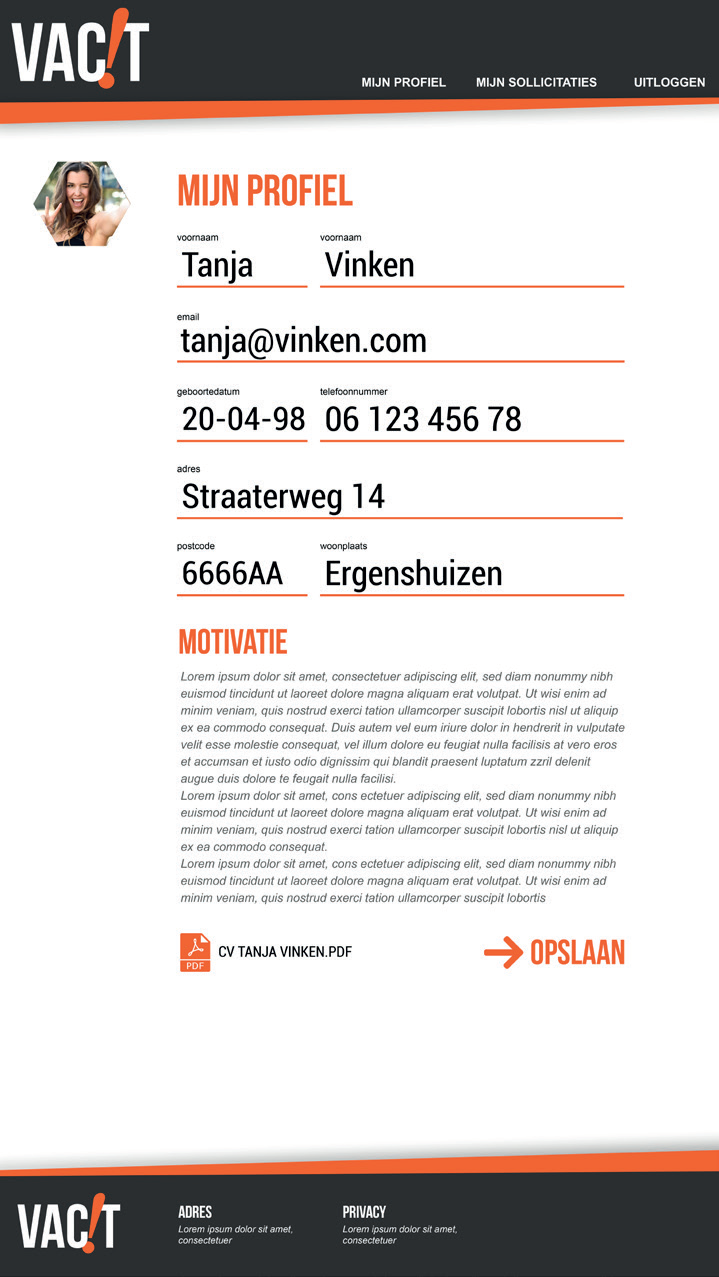 VAC!T
MIJN PROFIEL MIJN SOLLICITATIES UITLOGGEN
MIJN PROFIEL
voornaam voornaam
Tanja Vinken
email
tanja@vinken.com
geboortedatum telefoonnummer
20-04-98 06 123 456 78
adres
Straaterweg 14
postcode woonplaats
6666AA Ergenshuizen
MOTIVATIE
Lorem ipsum dolor sit amet, consectetuer adipiscing elit, sed diam nonummy nibh
euismod tincidunt ut laoreet dolore magna aliquam erat volutpat. Ut wisi enim ad
minim veniam, quis nostrud exerci tation ullamcorper suscipit lobortis nisl ut aliquip
ex ea commodo consequat. Duis autem vel eum iriure dolor in hendrerit in vulputate
velit esse molestie consequat, vel illum dolore eu feugiat nulla facilisis at vero eros
et accumsan et iusto odio dignissim qui blandit praesent luptatum zzril delenit
augue duis dolore te feugait nulla facilisi.
Lorem ipsum dolor sit amet, cons ectetuer adipiscing elit, sed diam nonummy nibh
euismod tincidunt ut laoreet dolore magna aliquam erat volutpat. Ut wisi enim ad
minim veniam, quis nostrud exerci tation ullamcorper suscipit lobortis nisl ut aliquip
ex ea commodo consequat.
Lorem ipsum dolor sit amet, cons ectetuer adipiscing elit, sed diam nonummy nibh
euismod tincidunt ut laoreet dolore magna aliquam erat volutpat. Ut wisi enim ad
minim veniam, quis nostrud exerci tation ullamcorper suscipit lobortis
PDF CV TANJA VINKEN.PDF OPSLAAN
VAC!T
ADRES
Lorem ipsum dolor sit amet,
consectetuer
PRIVACY
Lorem ipsum dolor sit amet,
consectetuer